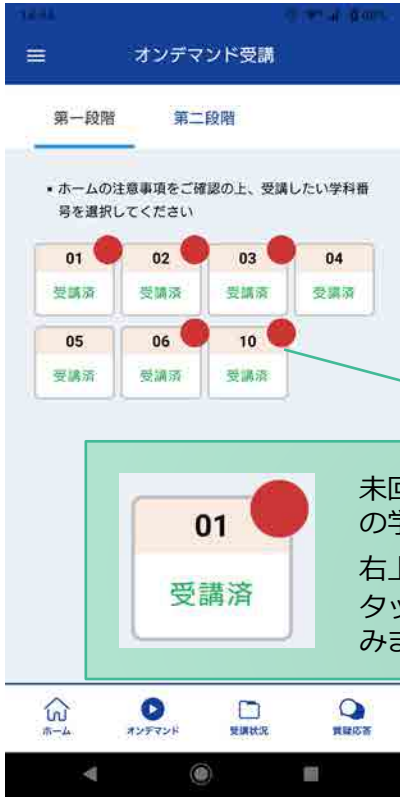 オンデマンド受講
第一段階 第二段階
▪ ホームの注意事項をご確認の上、受講したい学科番
号を選択してください
01 02 03 04
受講済 受講済 受講済 受講済
05 06 10
受講済 受講済 受講済
01
受講済
未回
の学
右上
タッ
みま
ホーム オンデマンド 受講状況 質疑応答